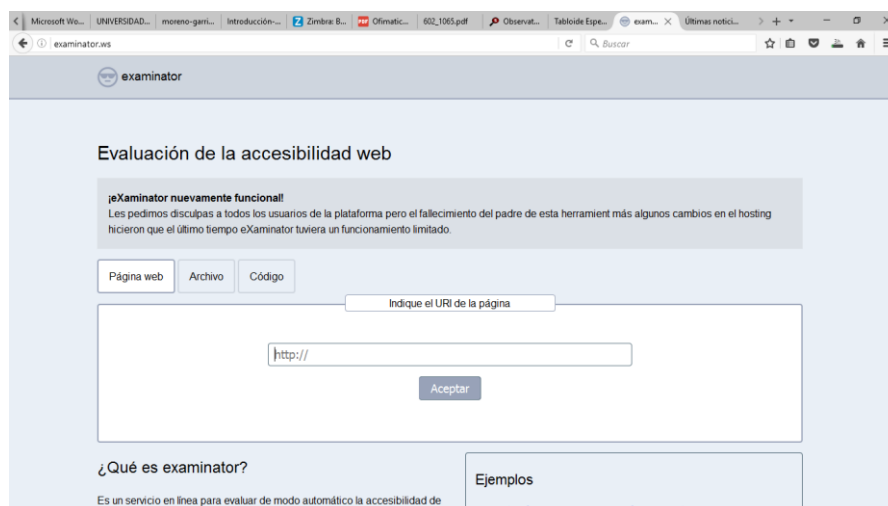 Microsoft Wo... UNIVERSIDAD... moreno-garri... Introducción-... Zimbra: B... Ofimatic... 602_1065.pdf Observat... Tabloide Espe... exam... Últimas notici...
examinator.ws Buscar
examinator
Evaluación de la accesibilidad web
¡eXaminator nuevamente funcional!
Les pedimos disculpas a todos los usuarios de la plataforma pero el fallecimiento del padre de esta herramient más algunos cambios en el hosting
hicieron que el último tiempo eXaminator tuviera un funcionamiento limitado.
Página web Archivo Código
Indique el URI de la página
http://
Aceptar
¿Qué es examinator?
Ejemplos
Es un servicio en línea para evaluar de modo automático la accesibilidad de